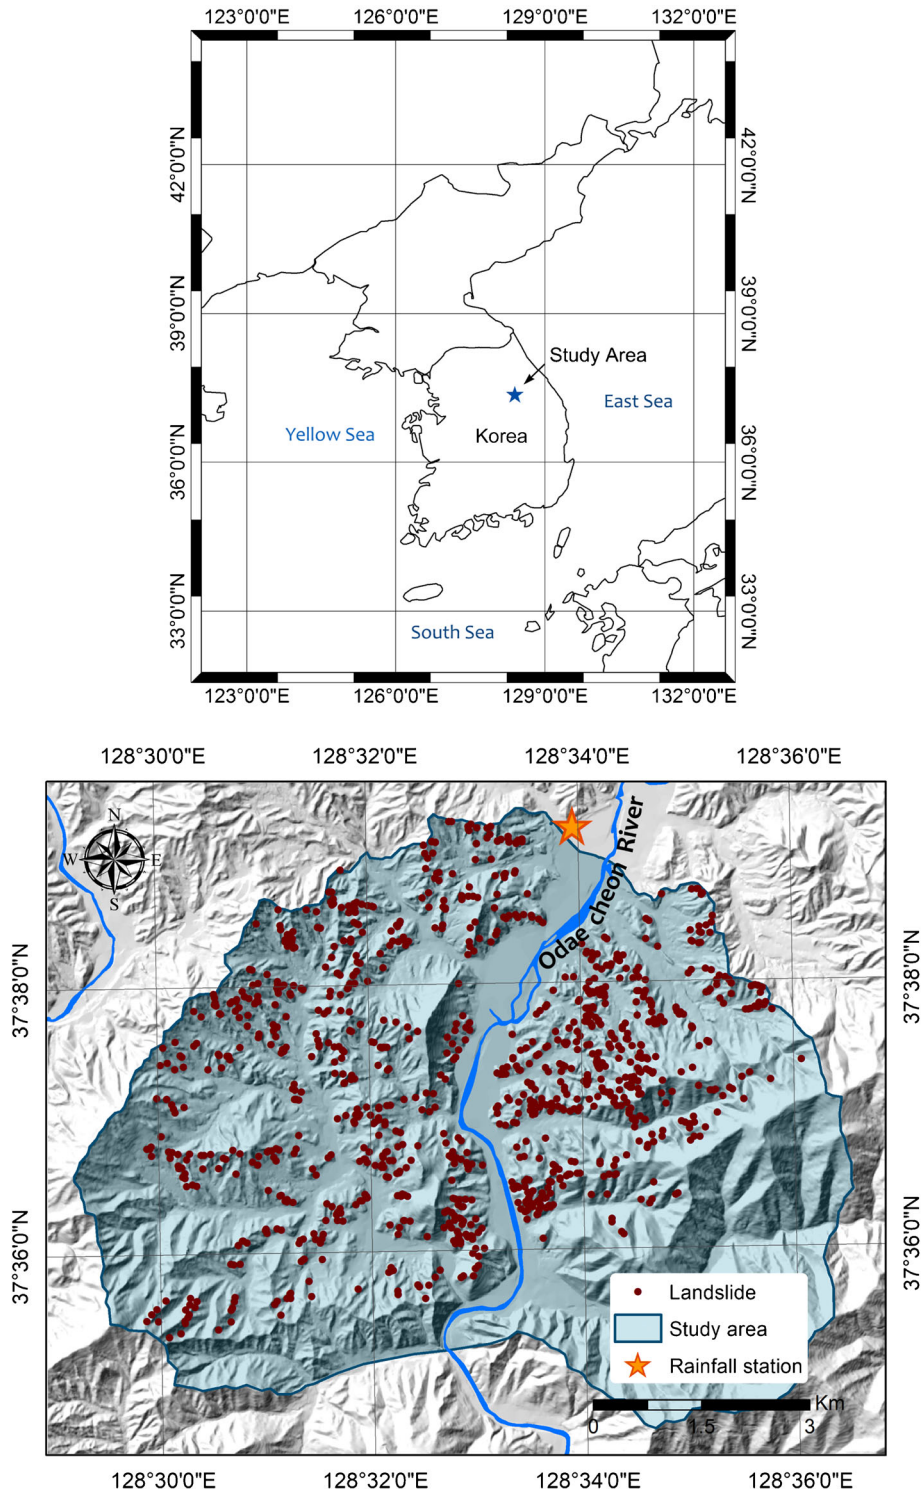 123°0'0"E 126°0'0"E 129°0'0"E 132°0'0"E
42°0'0"N
42°0'0"N
39°0'0"N
39°0'0"N
Study Area
East Sea
Yellow Sea
Korea
36°0'0"N
36°0'0"N
33°0'0"N
33°0'0"N
South Sea
123°0'0"E 126°0'0"E 129°0'0"E 132°0'0"E
128°30'0"E 128°32'0"E 128°34'0"E 128°36'0"E
N
W E
S
Odae cheon River
37°38'0"N
37°38'0"N
37°36'0"N
37°36'0"N
Landslide
Study area
Rainfall station
Km
0 1.5 3
128°30'0"E 128°32'0"E 128°34'0"E 128°36'0"E